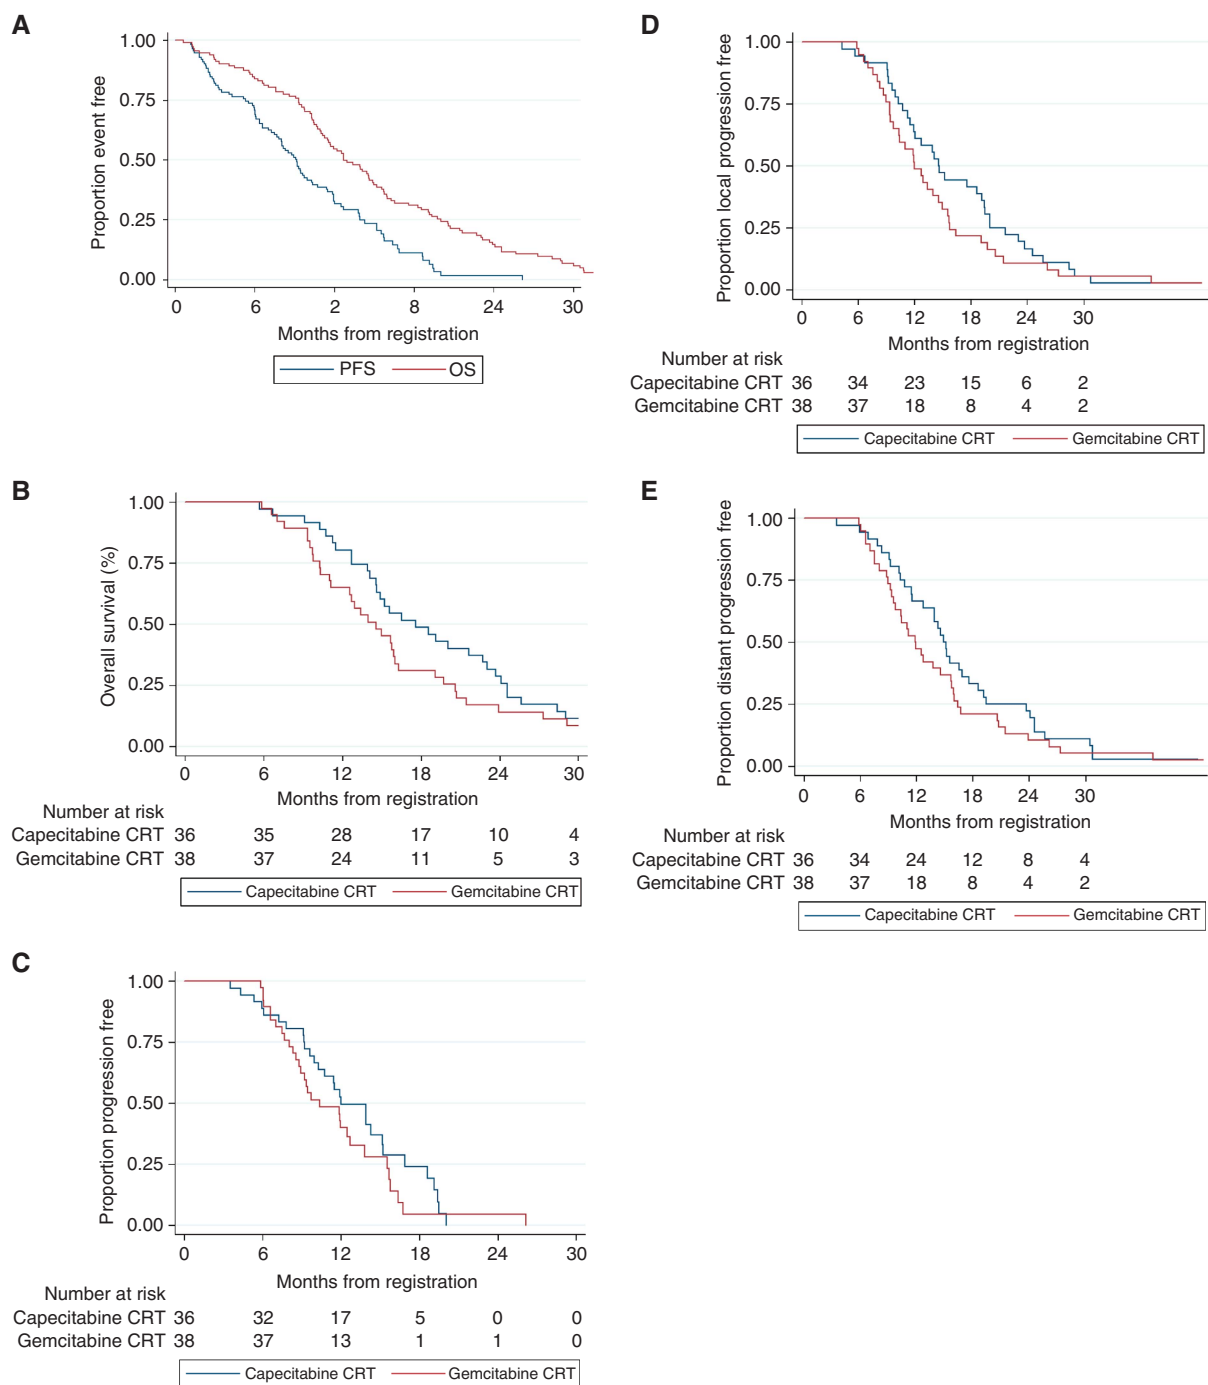 A
Proportion event free
1.00
0.75
0.50
0.25
0.00
0 6 2 8 24 30
Months from registration
PFS OS
B
Overall survival (%)
1.00
0.75
0.50
0.25
0.00
0 6 12 18 24 30
Months from registration
Number at risk
Capecitabine CRT 36 35 28 17 10 4
Gemcitabine CRT 38 37 24 11 5 3
Capecitabine CRT Gemcitabine CRT
C
Proportion progression free
1.00
0.75
0.50
0.25
0.00
0 6 12 18 24 30
Months from registration
Number at risk
Capecitabine CRT 36 32 17 5 0 0
Gemcitabine CRT 38 37 13 1 1 0
Capecitabine CRT Gemcitabine CRT
D
Proportion local progression free
1.00
0.75
0.50
0.25
0.00
0 6 12 18 24 30
Months from registration
Number at risk
Capecitabine CRT 36 34 23 15 6 2
Gemcitabine CRT 38 37 18 8 4 2
Capecitabine CRT Gemcitabine CRT
E
Proportion distant progression free
1.00
0.75
0.50
0.25
0.00
0 6 12 18 24 30
Months from registration
Number at risk
Capecitabine CRT 36 34 24 12 8 4
Gemcitabine CRT 38 37 18 8 4 2
Capecitabine CRT Gemcitabine CRT